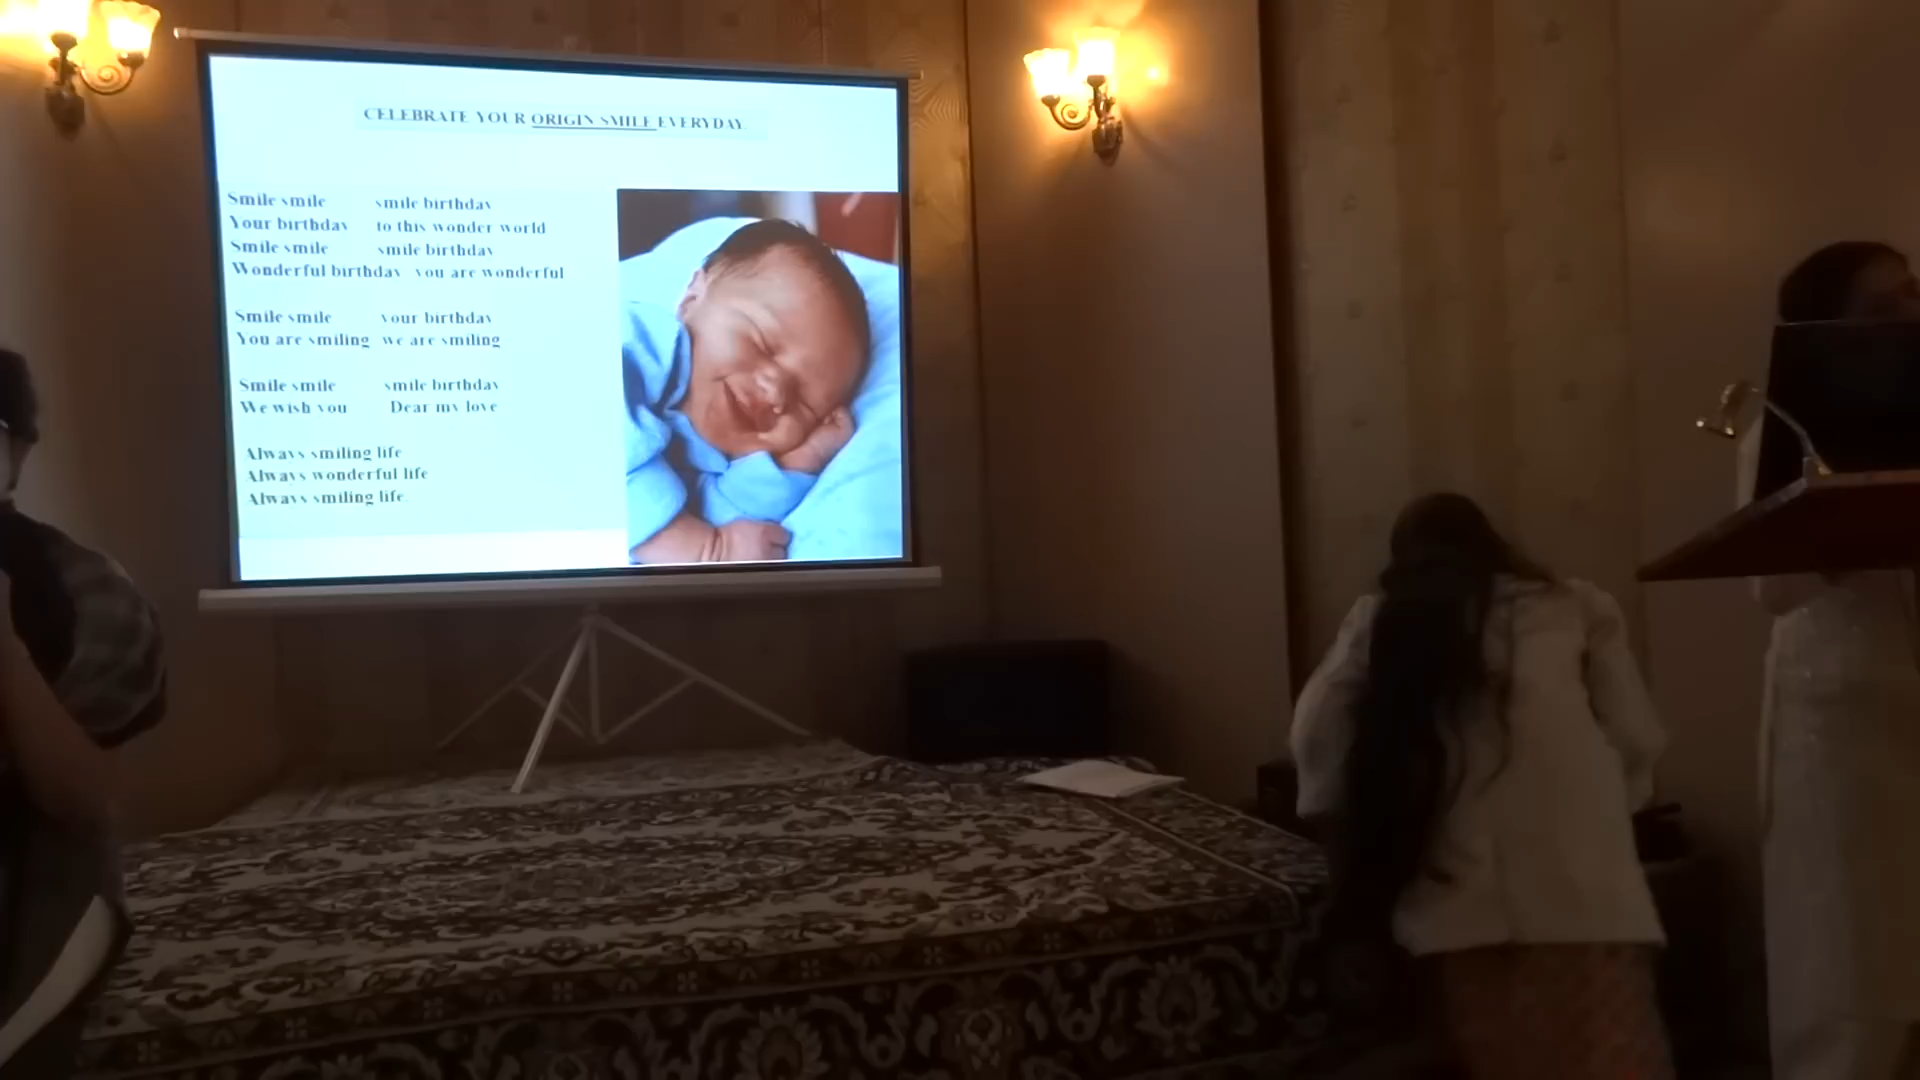 CELEBRATE YOUR ORIGIN SMILE EVERYDAY
Smile smile smile birthday
Your birthday to this wonder world
Smile smile smile birthday
Wonderful birthday you are wonderful
Smile smile your birthday
You are smiling we are smiling
Smile smile smile birthday
We wish you Dear my love
Always smiling life
Always wonderful life
Always smiling life